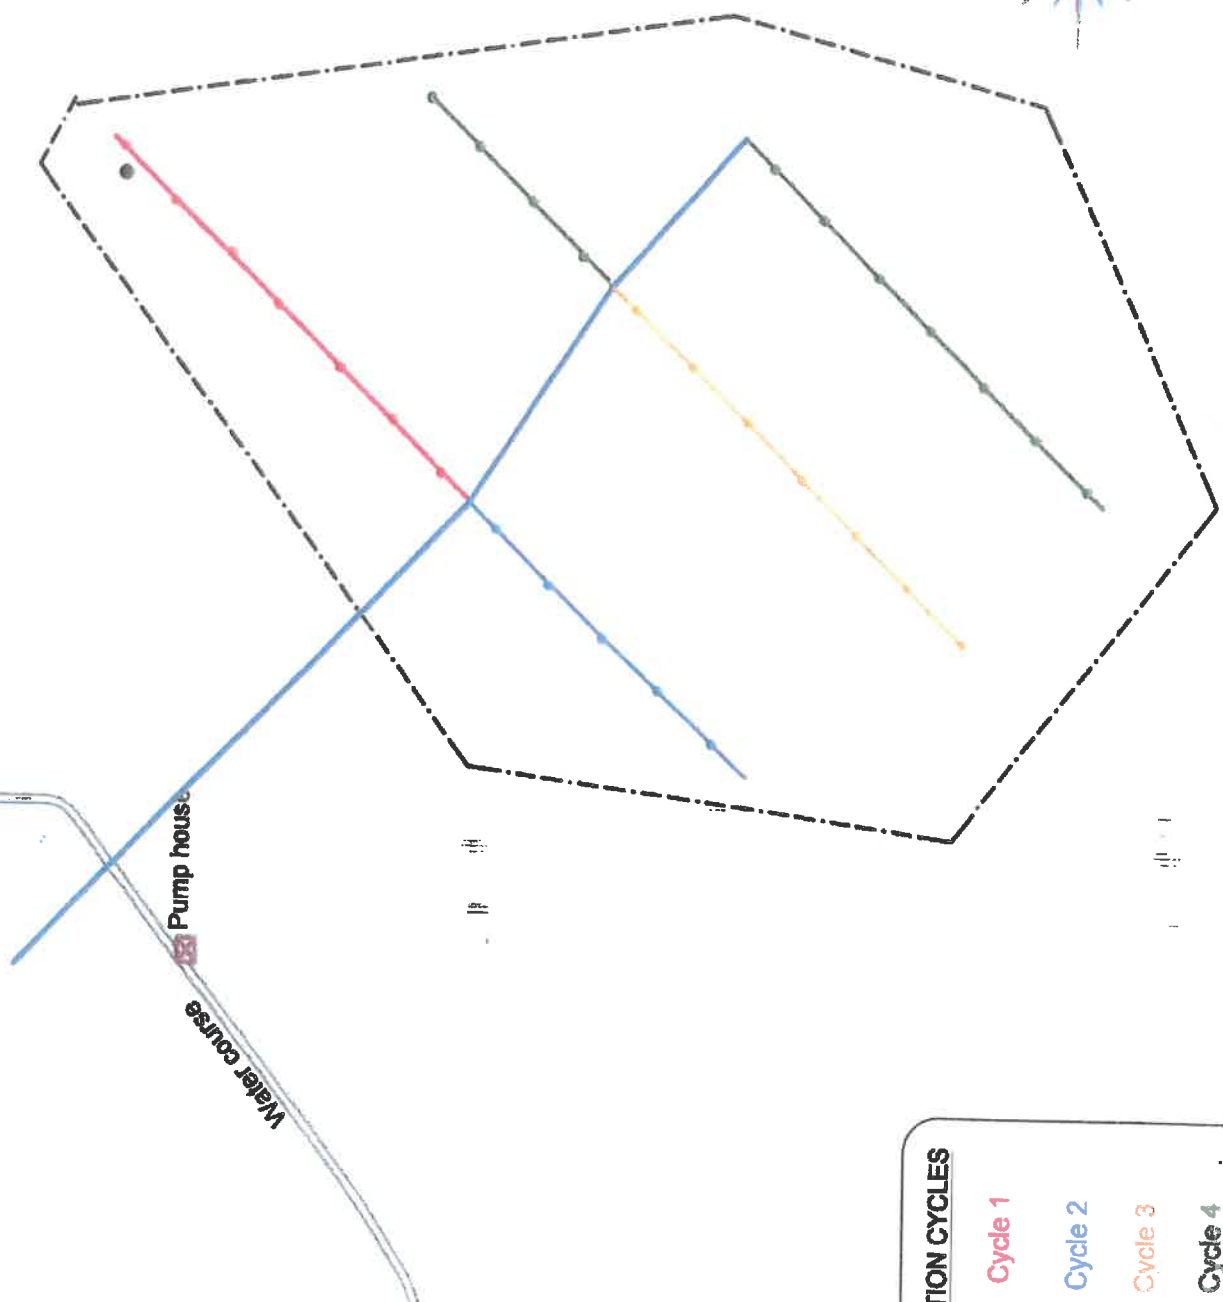 Pump house
Water course
TION CYCLES
Cycle 1
Cycle 2
Cycle 3
Cycle 4